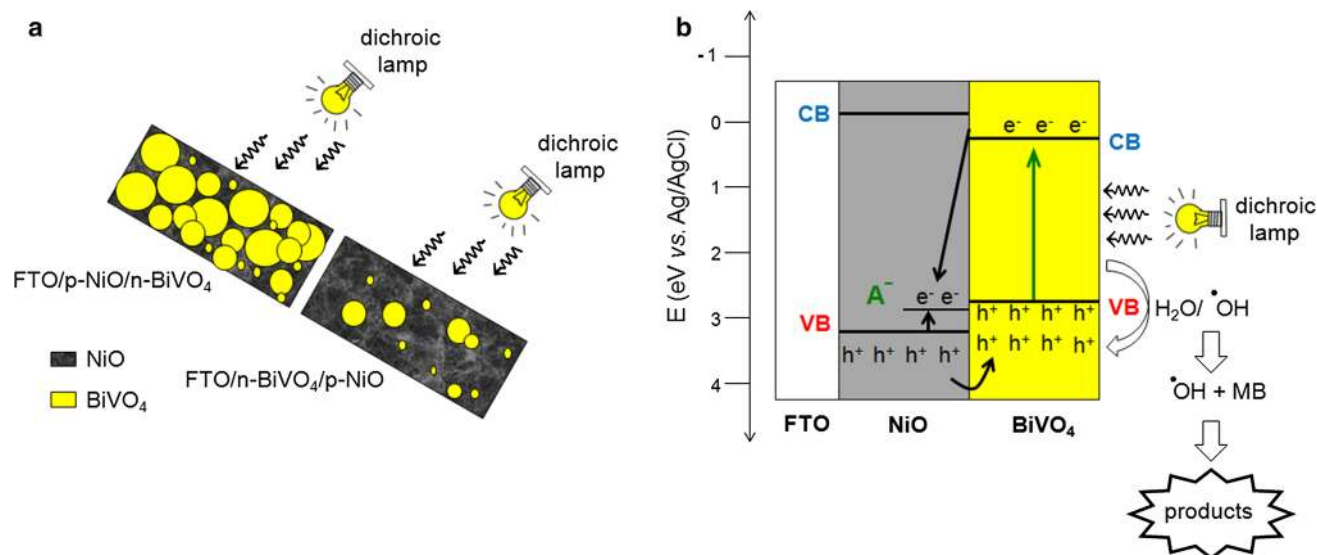 a
dichroic
lamp
dichroic
lamp
FTO/p-NiO/n-BiVO₄
FTO/n-BiVO₄/p-NiO
NiO
BiVO₄
b
E (eV vs. Ag/AgCl)
-1
0
1
2
3
4
CB
e⁻ e⁻ e⁻
CB
dichroic
lamp
A⁻
e⁻ e⁻
VB
h⁺ h⁺ h⁺ h⁺
h⁺ h⁺ h⁺ h⁺
h⁺ h⁺ h⁺ h⁺
VB
H₂O/ •OH
•OH + MB
products
FTO
NiO
BiVO₄